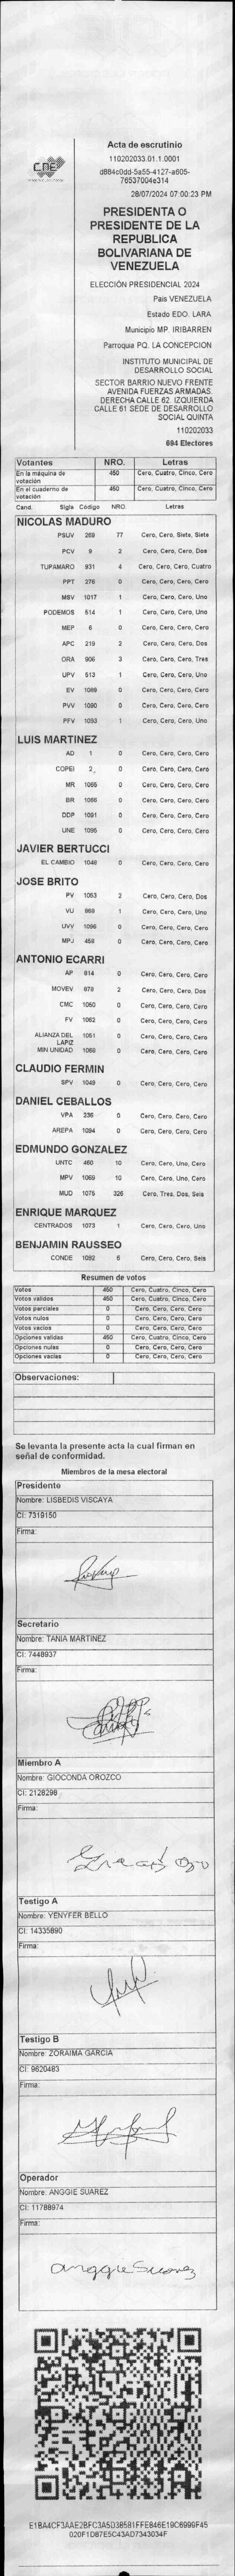 CNE
Acta de escrutinio
110202033.01.1.0001
d884c0dd-5a55-4127-a605-
76537004e314
28/07/2024 07:00:23 PM
PRESIDENTA O
PRESIDENTE DE LA
REPUBLICA
BOLIVARIANA DE
VENEZUELA
ELECCIÓN PRESIDENCIAL 2024
Pais VENEZUELA
Estado EDO. LARA
Municipio MP. IRIBARREN
Parroquia PQ. LA CONCEPCION
INSTITUTO MUNICIPAL DE
DESARROLLO SOCIAL
SECTOR BARRIO NUEVO FRENTE
AVENIDA FUERZAS ARMADAS.
DERECHA CALLE 62. IZQUIERDA
CALLE 61 SEDE DE DESARROLLO
SOCIAL QUINTA
110202033
694 Electores
Votantes NRO. Letras
En la máquina de votación 450 Cero, Cuatro, Cinco, Cero
En el cuaderno de votación 450 Cero, Cuatro, Cinco, Cero
Cand. Sigla Código NRO. Letras
NICOLAS MADURO
PSUV 269 77 Cero, Cero, Siete, Siete
PCV 9 2 Cero, Cero, Cero, Dos
TUPAMARO 931 4 Cero, Cero, Cero, Cuatro
PPT 376 0 Cero, Cero, Cero, Cero
MSV 1017 1 Cero, Cero, Cero, Uno
PODEMOS 514 1 Cero, Cero, Cero, Uno
MEP 6 0 Cero, Cero, Cero, Cero
APC 219 2 Cero, Cero, Cero, Dos
ORA 906 3 Cero, Cero, Cero, Tres
UPV 513 1 Cero, Cero, Cero, Uno
EV 1089 0 Cero, Cero, Cero, Cero
PVV 1090 0 Cero, Cero, Cero, Cero
PFV 1093 1 Cero, Cero, Cero, Uno
LUIS MARTINEZ
AD 1 0 Cero, Cero, Cero, Cero
COPEI 2 0 Cero, Cero, Cero, Cero
MR 1065 0 Cero, Cero, Cero, Cero
BR 1066 0 Cero, Cero, Cero, Cero
DDP 1091 0 Cero, Cero, Cero, Cero
UNE 1095 0 Cero, Cero, Cero, Cero
JAVIER BERTUCCI
EL CAMBIO 1048 0 Cero, Cero, Cero, Cero
JOSE BRITO
PV 1053 2 Cero, Cero, Cero, Dos
VU 868 1 Cero, Cero, Cero, Uno
UVV 1096 0 Cero, Cero, Cero, Cero
MPJ 458 0 Cero, Cero, Cero, Cero
ANTONIO ECARRI
AP 814 0 Cero, Cero, Cero, Cero
MOVEV 878 2 Cero, Cero, Cero, Dos
CMC 1050 0 Cero, Cero, Cero, Cero
FV 1062 0 Cero, Cero, Cero, Cero
ALIANZA DEL LAPIZ 1051 0 Cero, Cero, Cero, Cero
MIN UNIDAD 1088 0 Cero, Cero, Cero, Cero
CLAUDIO FERMIN
SPV 1049 0 Cero, Cero, Cero, Cero
DANIEL CEBALLOS
VPA 236 0 Cero, Cero, Cero, Cero
AREPA 1094 0 Cero, Cero, Cero, Cero
EDMUNDO GONZALEZ
UNTC 460 10 Cero, Cero, Uno, Cero
MPV 1069 10 Cero, Cero, Uno, Cero
MUD 1075 326 Cero, Tres, Dos, Seis
ENRIQUE MARQUEZ
CENTRADOS 1073 1 Cero, Cero, Cero, Uno
BENJAMIN RAUSSEO
CONDE 1092 6 Cero, Cero, Cero, Seis
Resumen de votos
Votos 450 Cero, Cuatro, Cinco, Cero
Votos validos 450 Cero, Cuatro, Cinco, Cero
Votos parciales 0 Cero, Cero, Cero, Cero
Votos nulos 0 Cero, Cero, Cero, Cero
Votos vacios 0 Cero, Cero, Cero, Cero
Opciones validas 450 Cero, Cuatro, Cinco, Cero
Opciones nulas 0 Cero, Cero, Cero, Cero
Opciones vacias 0 Cero, Cero, Cero, Cero
Observaciones:
Se levanta la presente acta la cual firman en
señal de conformidad.
Miembros de la mesa electoral
Presidente
Nombre: LISBEDIS VISCAYA
CI: 7319150
Firma:
Secretario
Nombre: TANIA MARTINEZ
CI: 7448937
Firma:
Miembro A
Nombre: GIOCONDA OROZCO
CI: 2128298
Firma:
Testigo A
Nombre: YENYFER BELLO
CI: 14335890
Firma:
Testigo B
Nombre: ZORAIMA GARCIA
CI: 9620483
Firma:
Operador
Nombre: ANGGIE SUAREZ
CI: 11788974
Firma:
anggie Suarez
E1BA4CF3AAE2BFC3A5D38581FFE846E19C6999F45
020F1D87E5C43AD7343034F